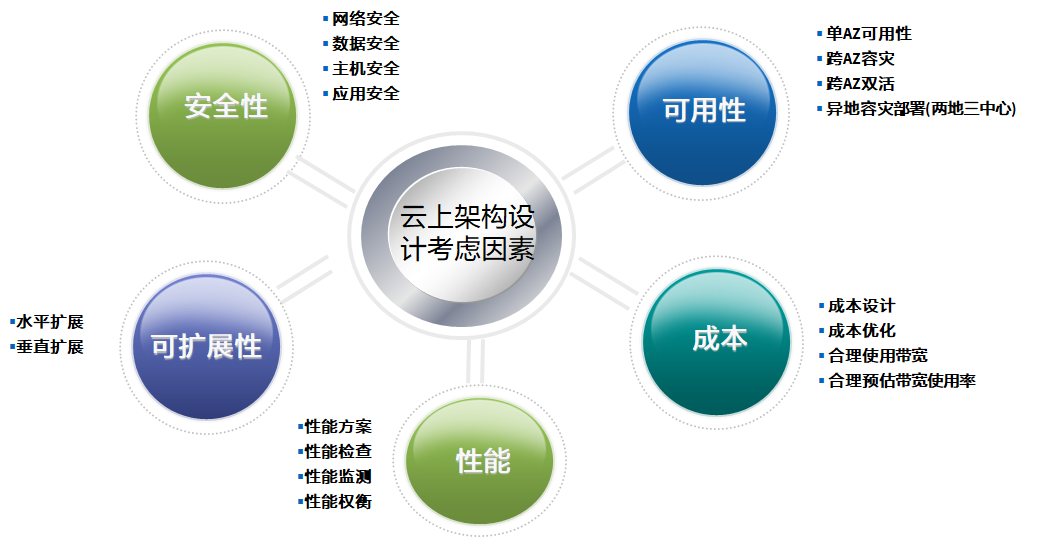 网络安全
数据安全
主机安全
应用安全
安全性
单AZ可用性
跨AZ容灾
跨AZ双活
异地容灾部署(两地三中心)
可用性
云上架构设
计考虑因素
水平扩展
垂直扩展
可扩展性
成本设计
成本优化
合理使用带宽
合理预估带宽使用率
成本
性能方案
性能检查
性能监测
性能权衡
性能